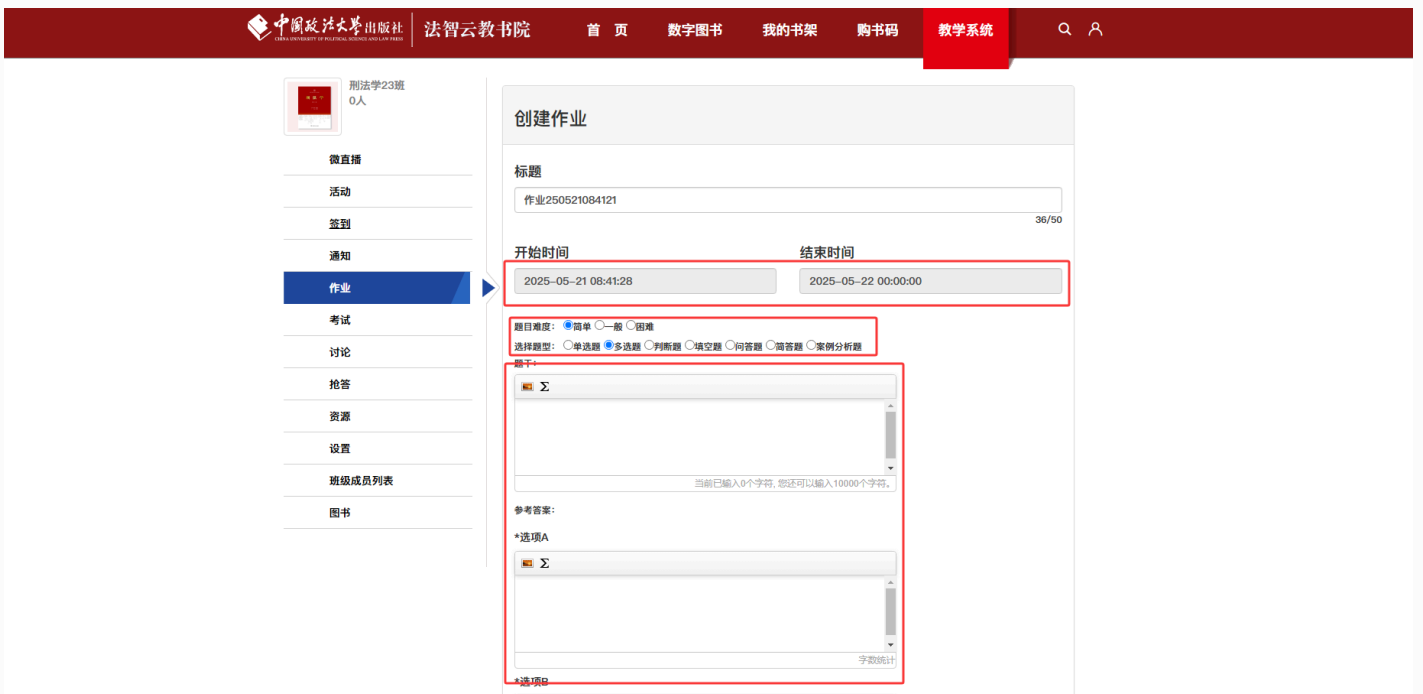 中国政法大学出版社
CHINA UNIVERSITY OF POLITICAL SCIENCE AND LAW PRESS
法智云教书院
首 页
数字图书
我的书架
购书码
教学系统
刑法学23班
0人
微直播
活动
签到
通知
作业
考试
讨论
抢答
资源
设置
班级成员列表
图书
创建作业
标题
作业250521084121
36/50
开始时间
结束时间
2025-05-21 08:41:28
2025-05-22 00:00:00
题目难度： 简单 一般 困难
选择题型： 单选题 多选题 判断题 填空题 问答题 简答题 案例分析题
题干：
Σ
当前已输入0个字符, 您还可以输入10000个字符。
参考答案：
*选项A
Σ
字数统计
*选项B